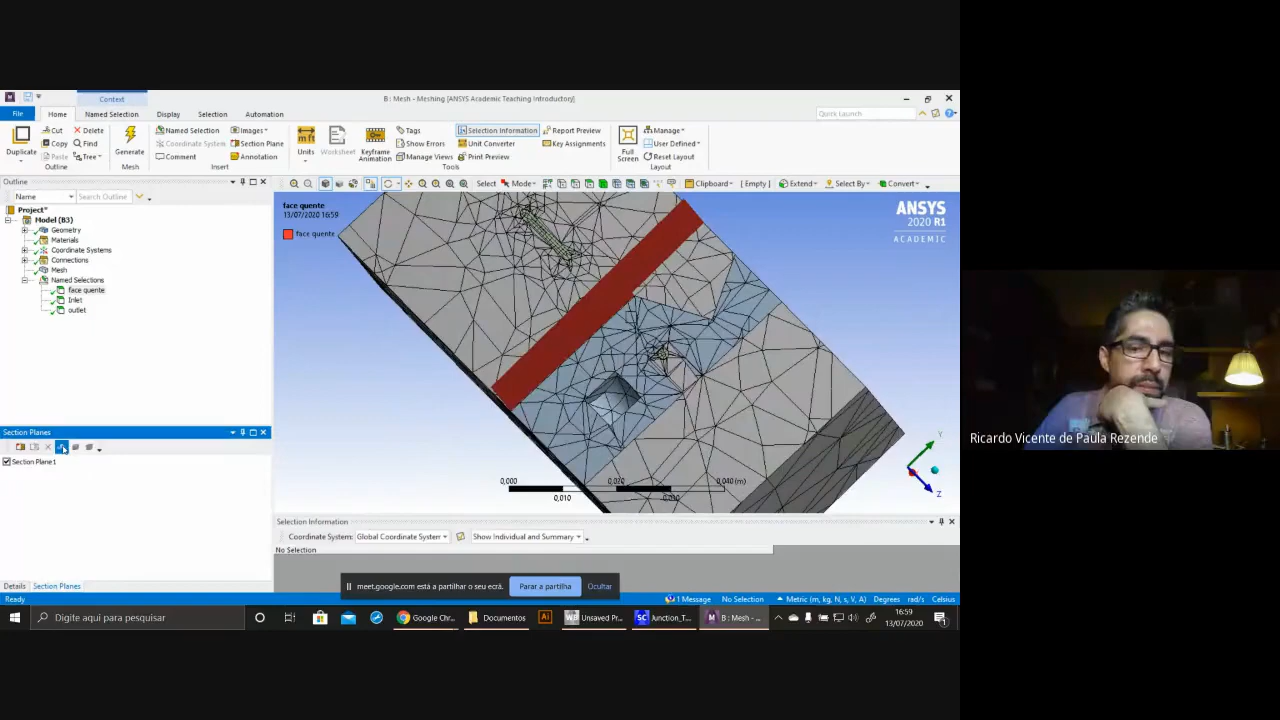 Context
B : Mesh - Meshing [ANSYS Academic Teaching Introductory]
File Home Named Selection Display Selection Automation
Quick Launch
Duplicate
Cut Delete
Copy Find
Paste Tree
Outline
Generate
Mesh
Named Selection Images
Coordinate System Section Plane
Comment Annotation
Insert
Units
Worksheet
Keyframe
Animation
Tags Selection Information Report Preview
Show Errors Unit Converter Key Assignments
Manage Views Print Preview
Tools
Full
Screen
Manage
User Defined
Reset Layout
Layout
Outline
Name Search Outline
Project*
Model (B3)
Geometry
Materials
Coordinate Systems
Connections
Mesh
Named Selections
face quente
Inlet
outlet
Select Mode Clipboard [ Empty ] Extend Select By Convert
face quente
13/07/2020 16:59
face quente
ANSYS
2020 R1
ACADEMIC
0,000 0,020 0,040 (m)
0,010 0,030
Y
Z
Section Planes
Section Plane1
Details Section Planes
Selection Information
Coordinate System: Global Coordinate System Show Individual and Summary
No Selection
meet.google.com está a partilhar o seu ecrã. Parar a partilha Ocultar
Ready 1 Message No Selection Metric (m, kg, N, s, V, A) Degrees rad/s Celsius
Digite aqui para pesquisar
Google Chr...
Documentos
Ai
WB Unsaved Pr...
SC Junction_T...
M B : Mesh - ...
16:59
13/07/2020
1
Ricardo Vicente de Paula Rezende